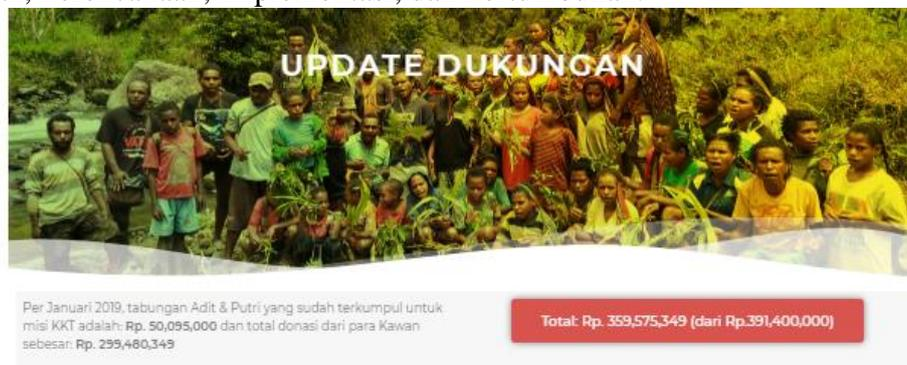 UPDATE DUKUNGAN
Per Januari 2019, tabungan Adit & Putri yang sudah terkumpul untuk
misi KKT adalah: Rp. 50,095,000 dan total donasi dari para Kawan
sebesar: Rp. 299,480,349
Total: Rp. 359,575,349 (dari Rp.391,400,000)